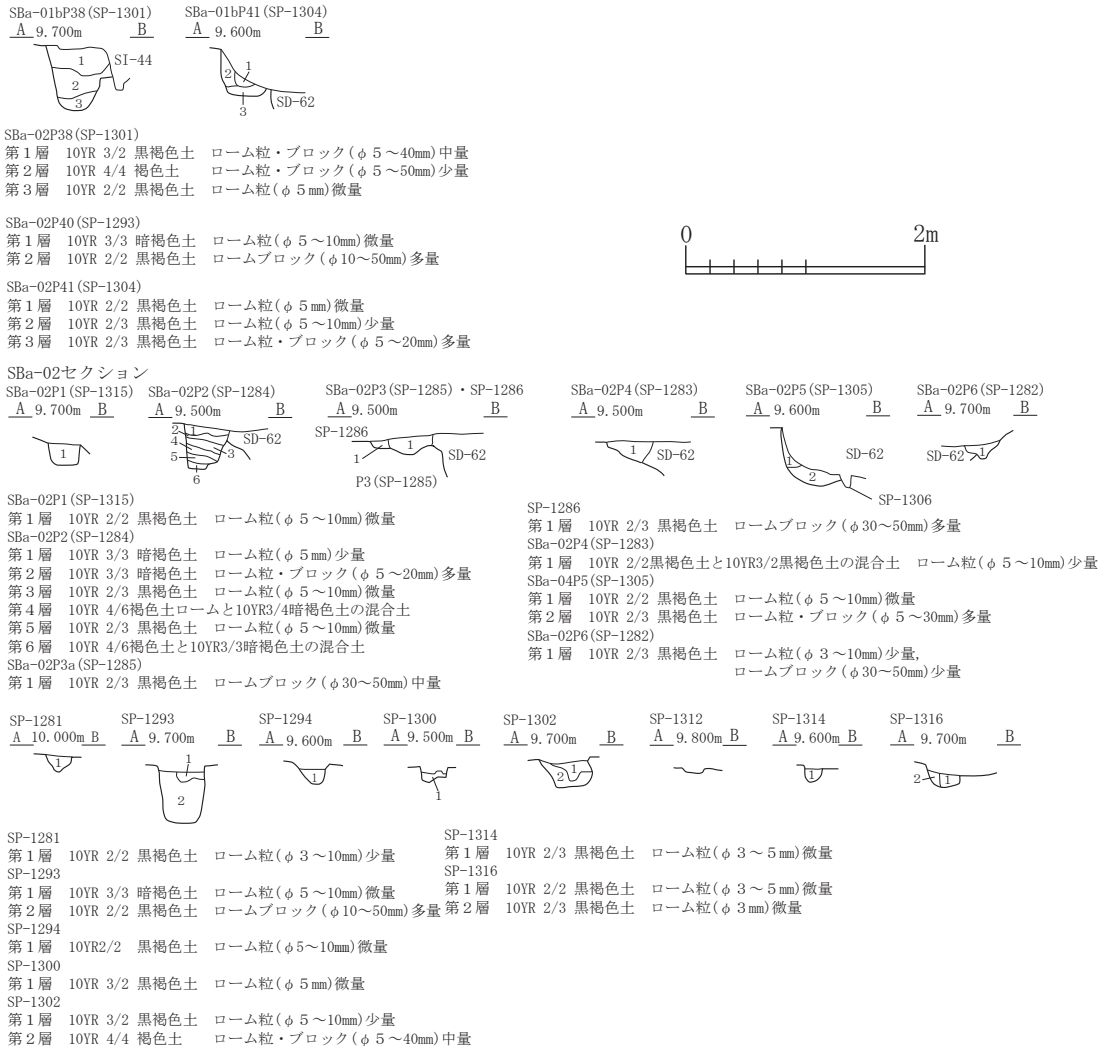 SBa-01bP38(SP-1301)　SBa-01bP41(SP-1304)
A 9.700m B　A 9.600m B
1 SI-44
2
3
1
2
3
SD-62
SBa-02P38(SP-1301)
第１層　10YR 3/2 黒褐色土　ローム粒・ブロック(φ５～40㎜)中量
第２層　10YR 4/4 褐色土　ローム粒・ブロック(φ５～50㎜)少量
第３層　10YR 2/2 黒褐色土　ローム粒(φ５㎜)微量
SBa-02P40(SP-1293)
第１層　10YR 3/3 暗褐色土　ローム粒(φ５～10㎜)微量
第２層　10YR 2/2 黒褐色土　ロームブロック(φ10～50㎜)多量
0 2m
SBa-02P41(SP-1304)
第１層　10YR 2/2 黒褐色土　ローム粒(φ５㎜)微量
第２層　10YR 2/3 黒褐色土　ローム粒(φ５～10㎜)少量
第３層　10YR 2/3 黒褐色土　ローム粒・ブロック(φ５～20㎜)多量
SBa-02セクション
SBa-02P1(SP-1315)　SBa-02P2(SP-1284)　SBa-02P3(SP-1285)・SP-1286　SBa-02P4(SP-1283)　SBa-02P5(SP-1305)　SBa-02P6(SP-1282)
A 9.700m B　A 9.500m B　A 9.500m B　A 9.500m B　A 9.600m B　A 9.700m B
1
2 1
4
5
3
6
SD-62
SP-1286
1
1
SD-62
P3(SP-1285)
1
SD-62
1
2
SD-62
SP-1306
SD-62
1
SBa-02P1(SP-1315)
第１層　10YR 2/2 黒褐色土　ローム粒(φ５～10㎜)微量
SBa-02P2(SP-1284)
第１層　10YR 3/3 暗褐色土　ローム粒(φ５㎜)少量
第２層　10YR 3/3 暗褐色土　ローム粒・ブロック(φ５～20㎜)多量
第３層　10YR 2/3 黒褐色土　ローム粒(φ５～10㎜)微量
第４層　10YR 4/6褐色土ロームと10YR3/4暗褐色土の混合土
第５層　10YR 2/3 黒褐色土　ローム粒(φ５～10㎜)微量
第６層　10YR 4/6褐色土と10YR3/3暗褐色土の混合土
SBa-02P3a(SP-1285)
第１層　10YR 2/3 黒褐色土　ロームブロック(φ30～50㎜)中量
SP-1286
第１層　10YR 2/3 黒褐色土　ロームブロック(φ30～50㎜)多量
SBa-02P4(SP-1283)
第１層　10YR 2/2黒褐色土と10YR3/2黒褐色土の混合土　ローム粒(φ５～10㎜)少量
SBa-04P5(SP-1305)
第１層　10YR 2/2 黒褐色土　ローム粒(φ５～10㎜)微量
第２層　10YR 2/3 黒褐色土　ローム粒・ブロック(φ５～30㎜)多量
SBa-02P6(SP-1282)
第１層　10YR 2/3 黒褐色土　ローム粒(φ３～10㎜)少量,
ロームブロック(φ30～50㎜)少量
SP-1281　SP-1293　SP-1294　SP-1300　SP-1302　SP-1312　SP-1314　SP-1316
A 10.000m B　A 9.700m B　A 9.600m B　A 9.500m B　A 9.700m B　A 9.800m B　A 9.600m B　A 9.700m B
1
1
2
1
1
2 1
1
2 1
SP-1281
第１層　10YR 2/2 黒褐色土　ローム粒(φ３～10㎜)少量
SP-1293
第１層　10YR 3/3 暗褐色土　ローム粒(φ５～10㎜)微量
第２層　10YR 2/2 黒褐色土　ロームブロック(φ10～50㎜)多量
SP-1294
第１層　10YR2/2　黒褐色土　ローム粒(φ5～10㎜)微量
SP-1300
第１層　10YR 3/2 黒褐色土　ローム粒(φ５㎜)微量
SP-1302
第１層　10YR 3/2 黒褐色土　ローム粒(φ５～10㎜)少量
第２層　10YR 4/4 褐色土　ローム粒・ブロック(φ５～40㎜)中量
SP-1314
第１層　10YR 2/3 黒褐色土　ローム粒(φ３～５㎜)微量
SP-1316
第１層　10YR 2/2 黒褐色土　ローム粒(φ３～５㎜)微量
第２層　10YR 2/3 黒褐色土　ローム粒(φ３㎜)微量